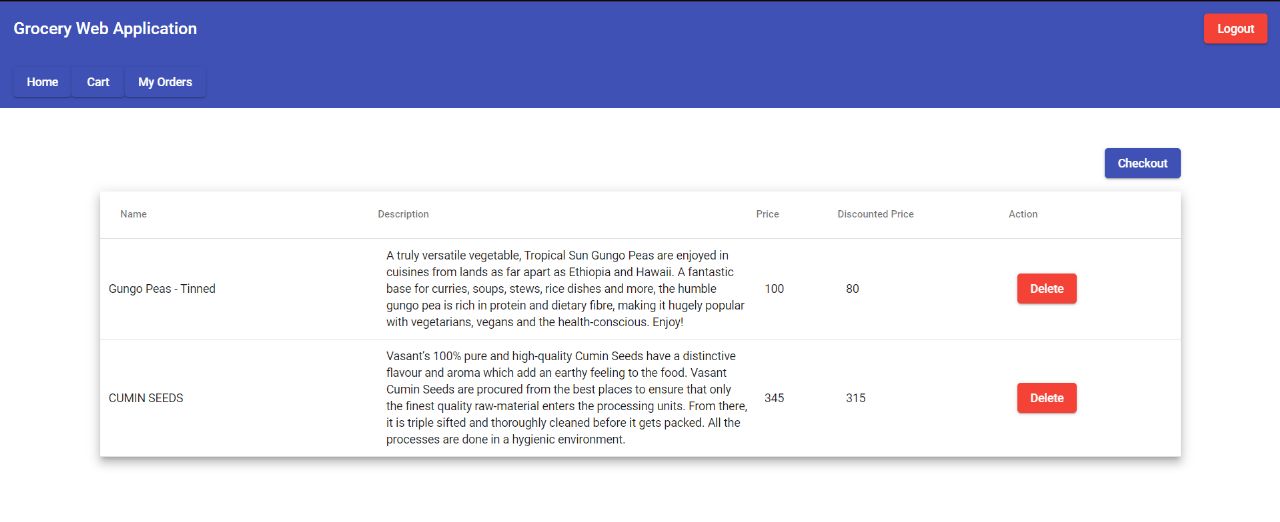 Grocery Web Application
Logout
Home Cart My Orders
Checkout
Name Description Price Discounted Price Action
Gungo Peas - Tinned
A truly versatile vegetable, Tropical Sun Gungo Peas are enjoyed in
cuisines from lands as far apart as Ethiopia and Hawaii. A fantastic
base for curries, soups, stews, rice dishes and more, the humble
gungo pea is rich in protein and dietary fibre, making it hugely popular
with vegetarians, vegans and the health-conscious. Enjoy!
100 80 Delete
CUMIN SEEDS
Vasant's 100% pure and high-quality Cumin Seeds have a distinctive
flavour and aroma which add an earthy feeling to the food. Vasant
Cumin Seeds are procured from the best places to ensure that only
the finest quality raw-material enters the processing units. From there,
it is triple sifted and thoroughly cleaned before it gets packed. All the
processes are done in a hygienic environment.
345 315 Delete